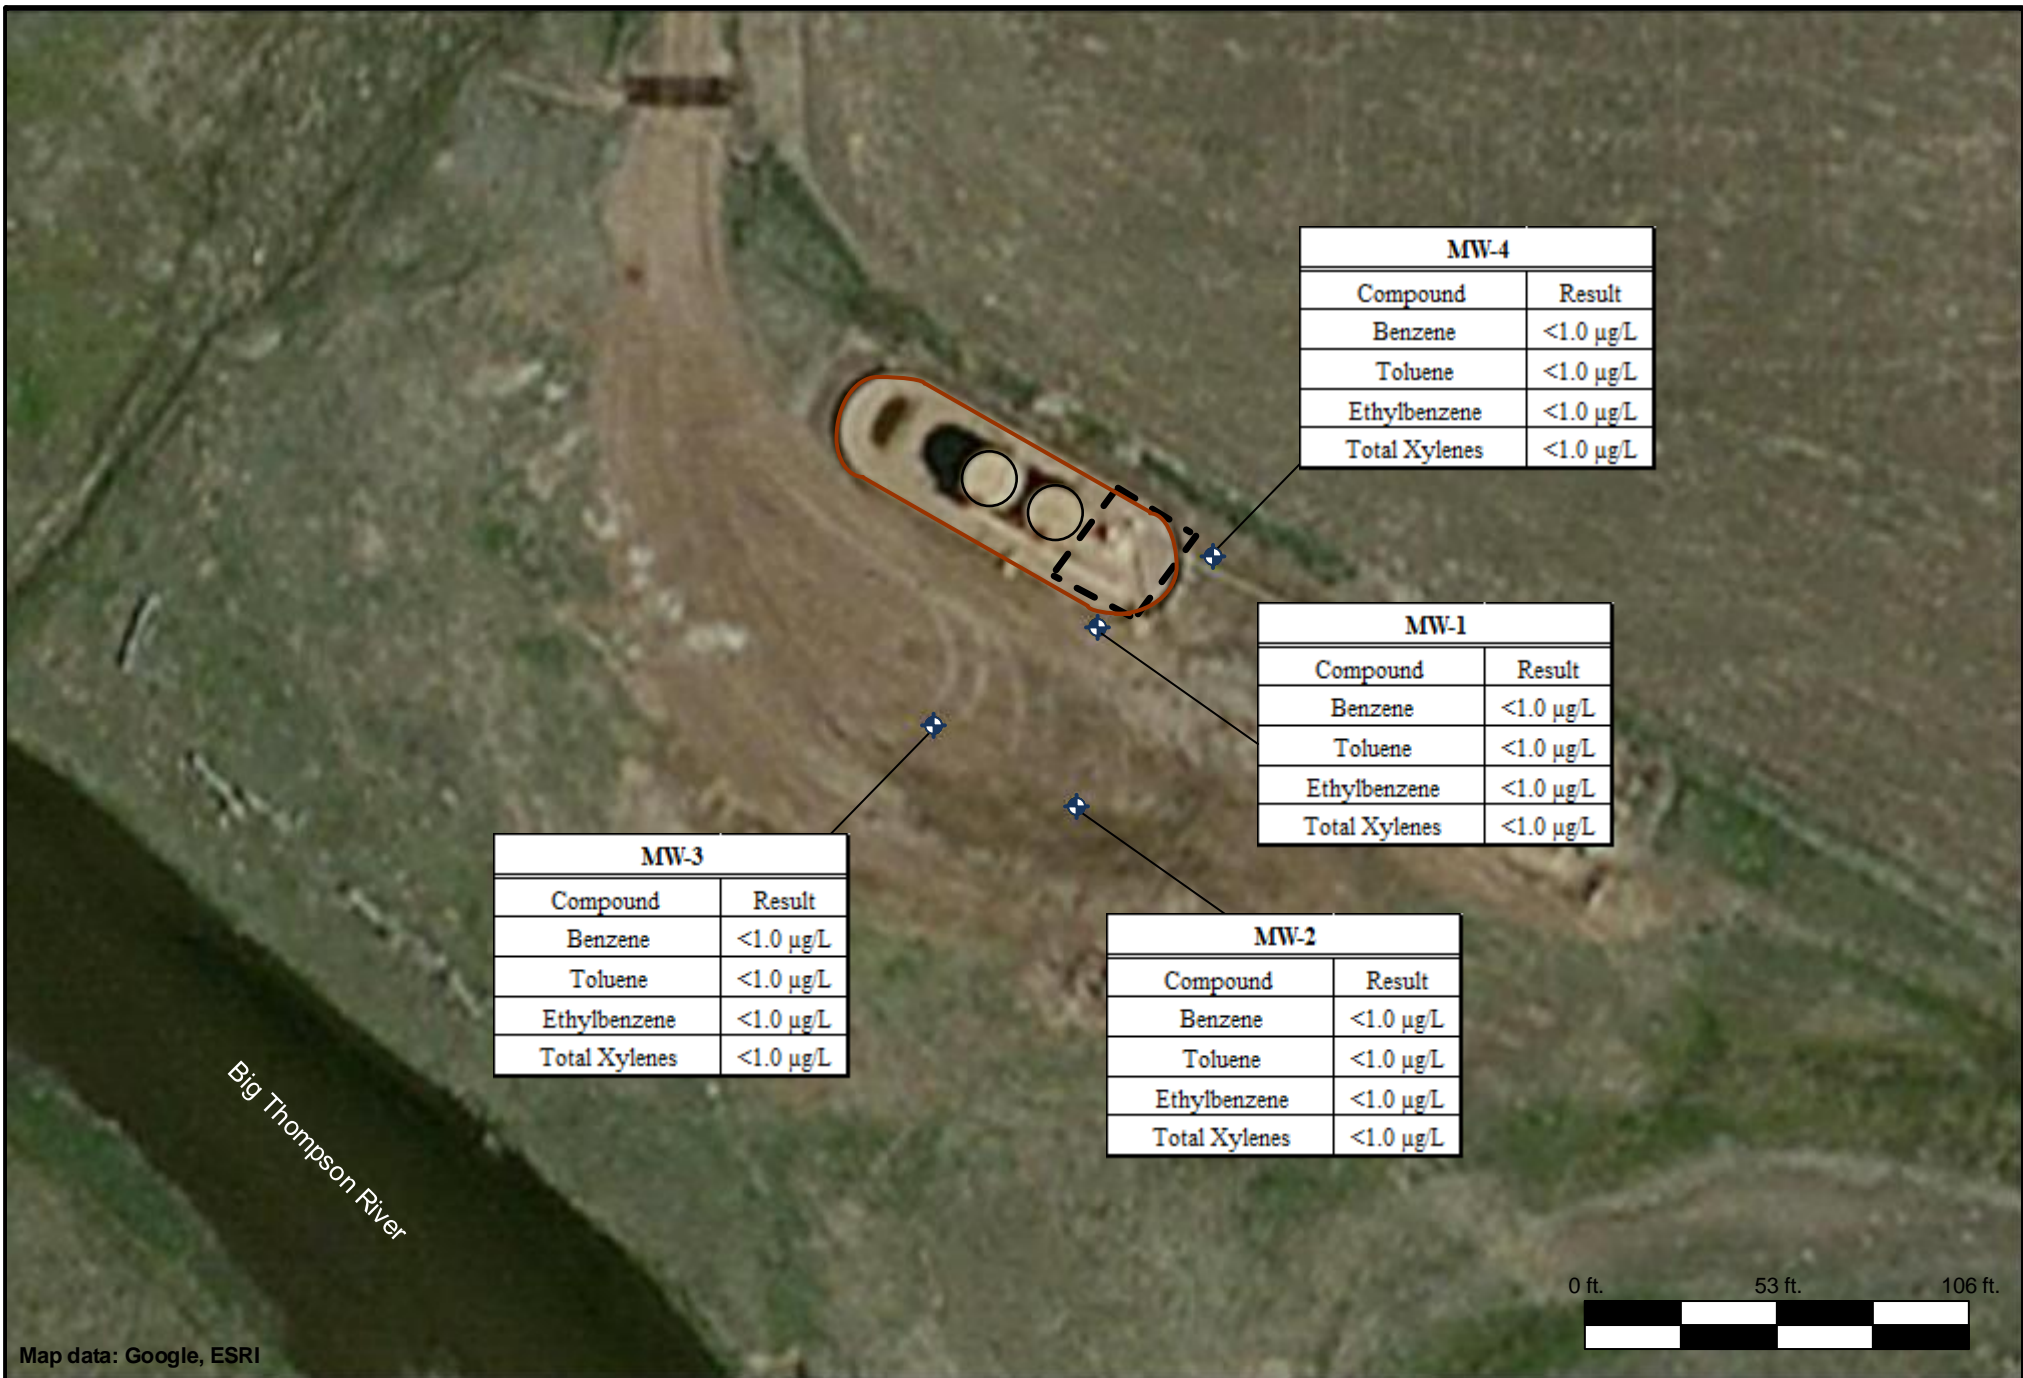 MW-4
Compound Result
Benzene <1.0 µg/L
Toluene <1.0 µg/L
Ethylbenzene <1.0 µg/L
Total Xylenes <1.0 µg/L
MW-1
Compound Result
Benzene <1.0 µg/L
Toluene <1.0 µg/L
Ethylbenzene <1.0 µg/L
Total Xylenes <1.0 µg/L
MW-3
Compound Result
Benzene <1.0 µg/L
Toluene <1.0 µg/L
Ethylbenzene <1.0 µg/L
Total Xylenes <1.0 µg/L
MW-2
Compound Result
Benzene <1.0 µg/L
Toluene <1.0 µg/L
Ethylbenzene <1.0 µg/L
Total Xylenes <1.0 µg/L
Big Thompson River
0 ft. 53 ft. 106 ft.
Map data: Google, ESRI